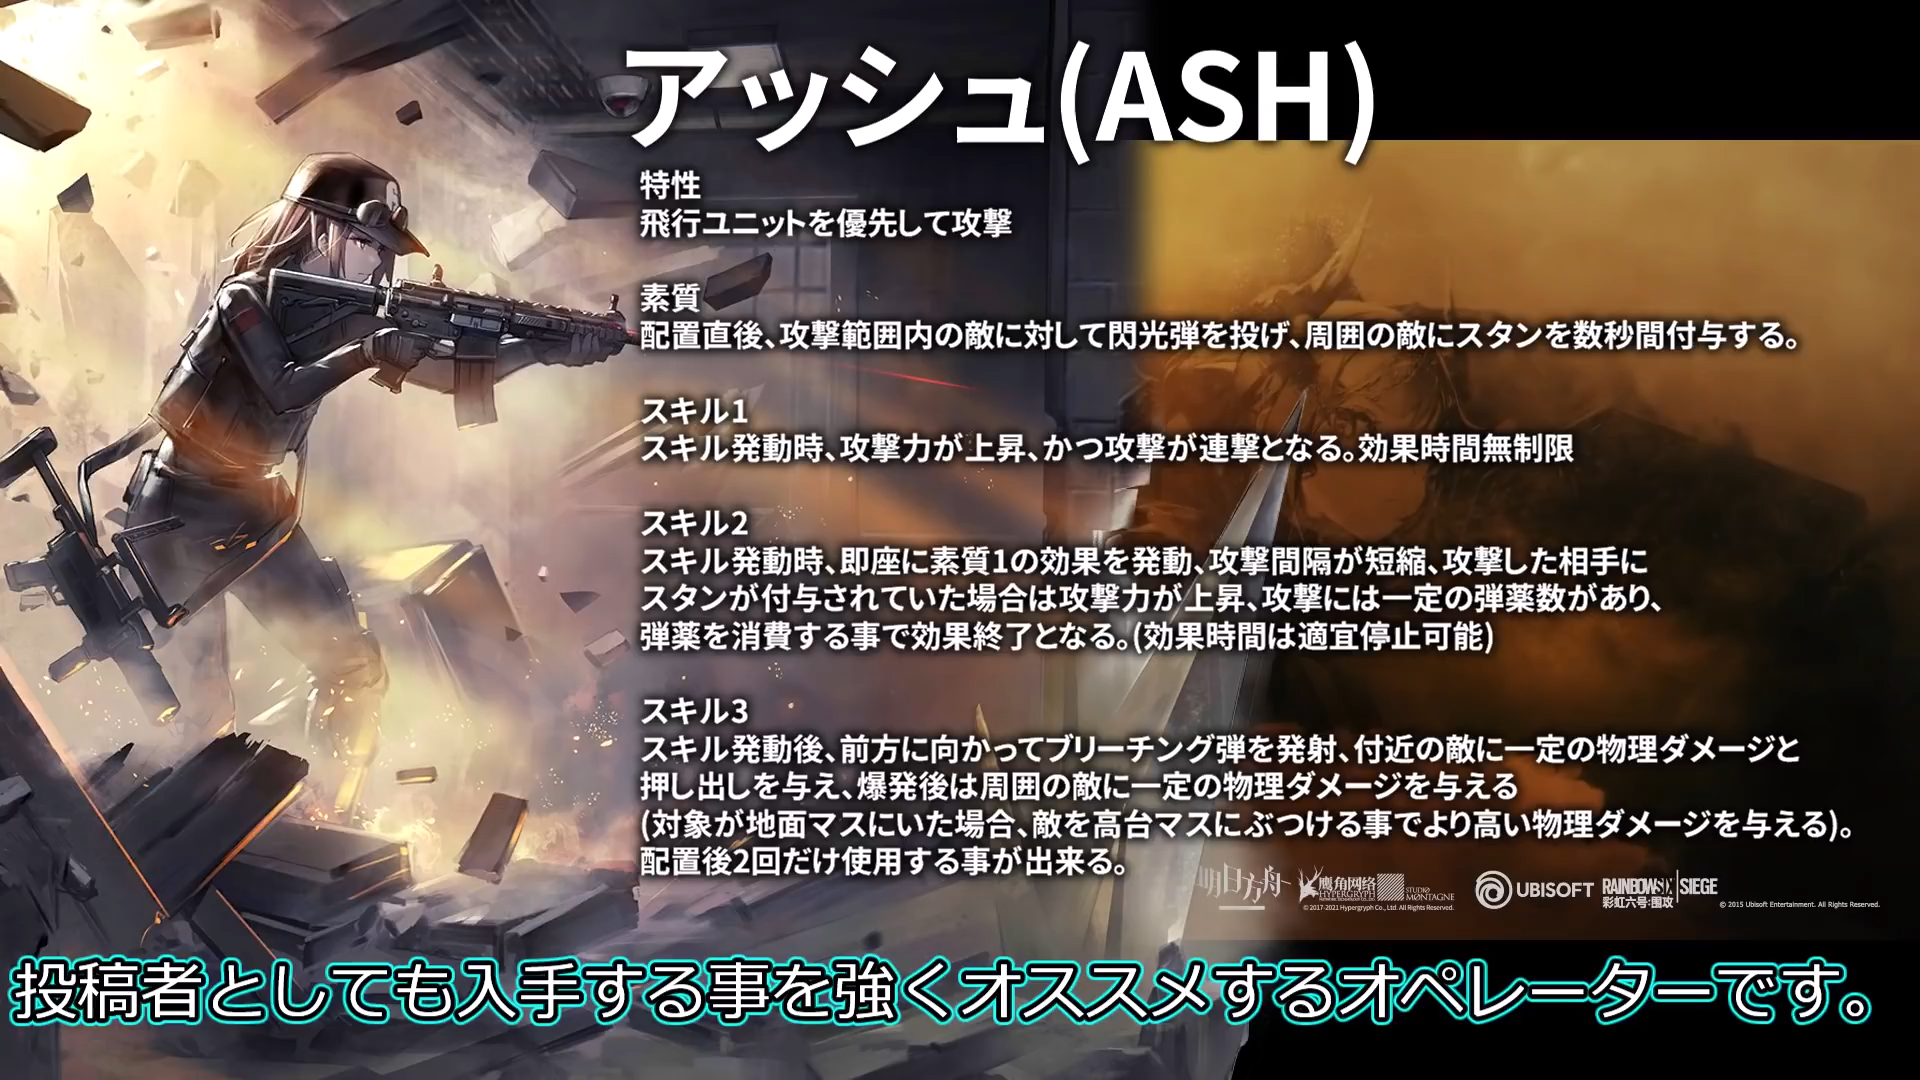 アッシュ(ASH)
特性
飛行ユニットを優先して攻撃
素質
配置直後、攻撃範囲内の敵に対して閃光弾を投げ、周囲の敵にスタンを数秒間付与する。
スキル1
スキル発動時、攻撃力が上昇、かつ攻撃が連撃となる。効果時間無制限
スキル2
スキル発動時、即座に素質1の効果を発動、攻撃間隔が短縮、攻撃した相手に
スタンが付与されていた場合は攻撃力が上昇、攻撃には一定の弾薬数があり、
弾薬を消費する事で効果終了となる。(効果時間は適宜停止可能)
スキル3
スキル発動後、前方に向かってブリーチング弾を発射、付近の敵に一定の物理ダメージと
押し出しを与え、爆発後は周囲の敵に一定の物理ダメージを与える
(対象が地面マスにいた場合、敵を高台マスにぶつける事でより高い物理ダメージを与える)。
配置後2回だけ使用する事が出来る。
明日方舟 鷹角网络 HYPERGRYPH STUDIO MONTAGNE
© 2017-2021 Hypergryph Co., Ltd. All Rights Reserved.
UBISOFT RAINBOW SIX SIEGE
彩虹六号:围攻
© 2015 Ubisoft Entertainment. All Rights Reserved.
投稿者としても入手する事を強くオススメするオペレーターです。